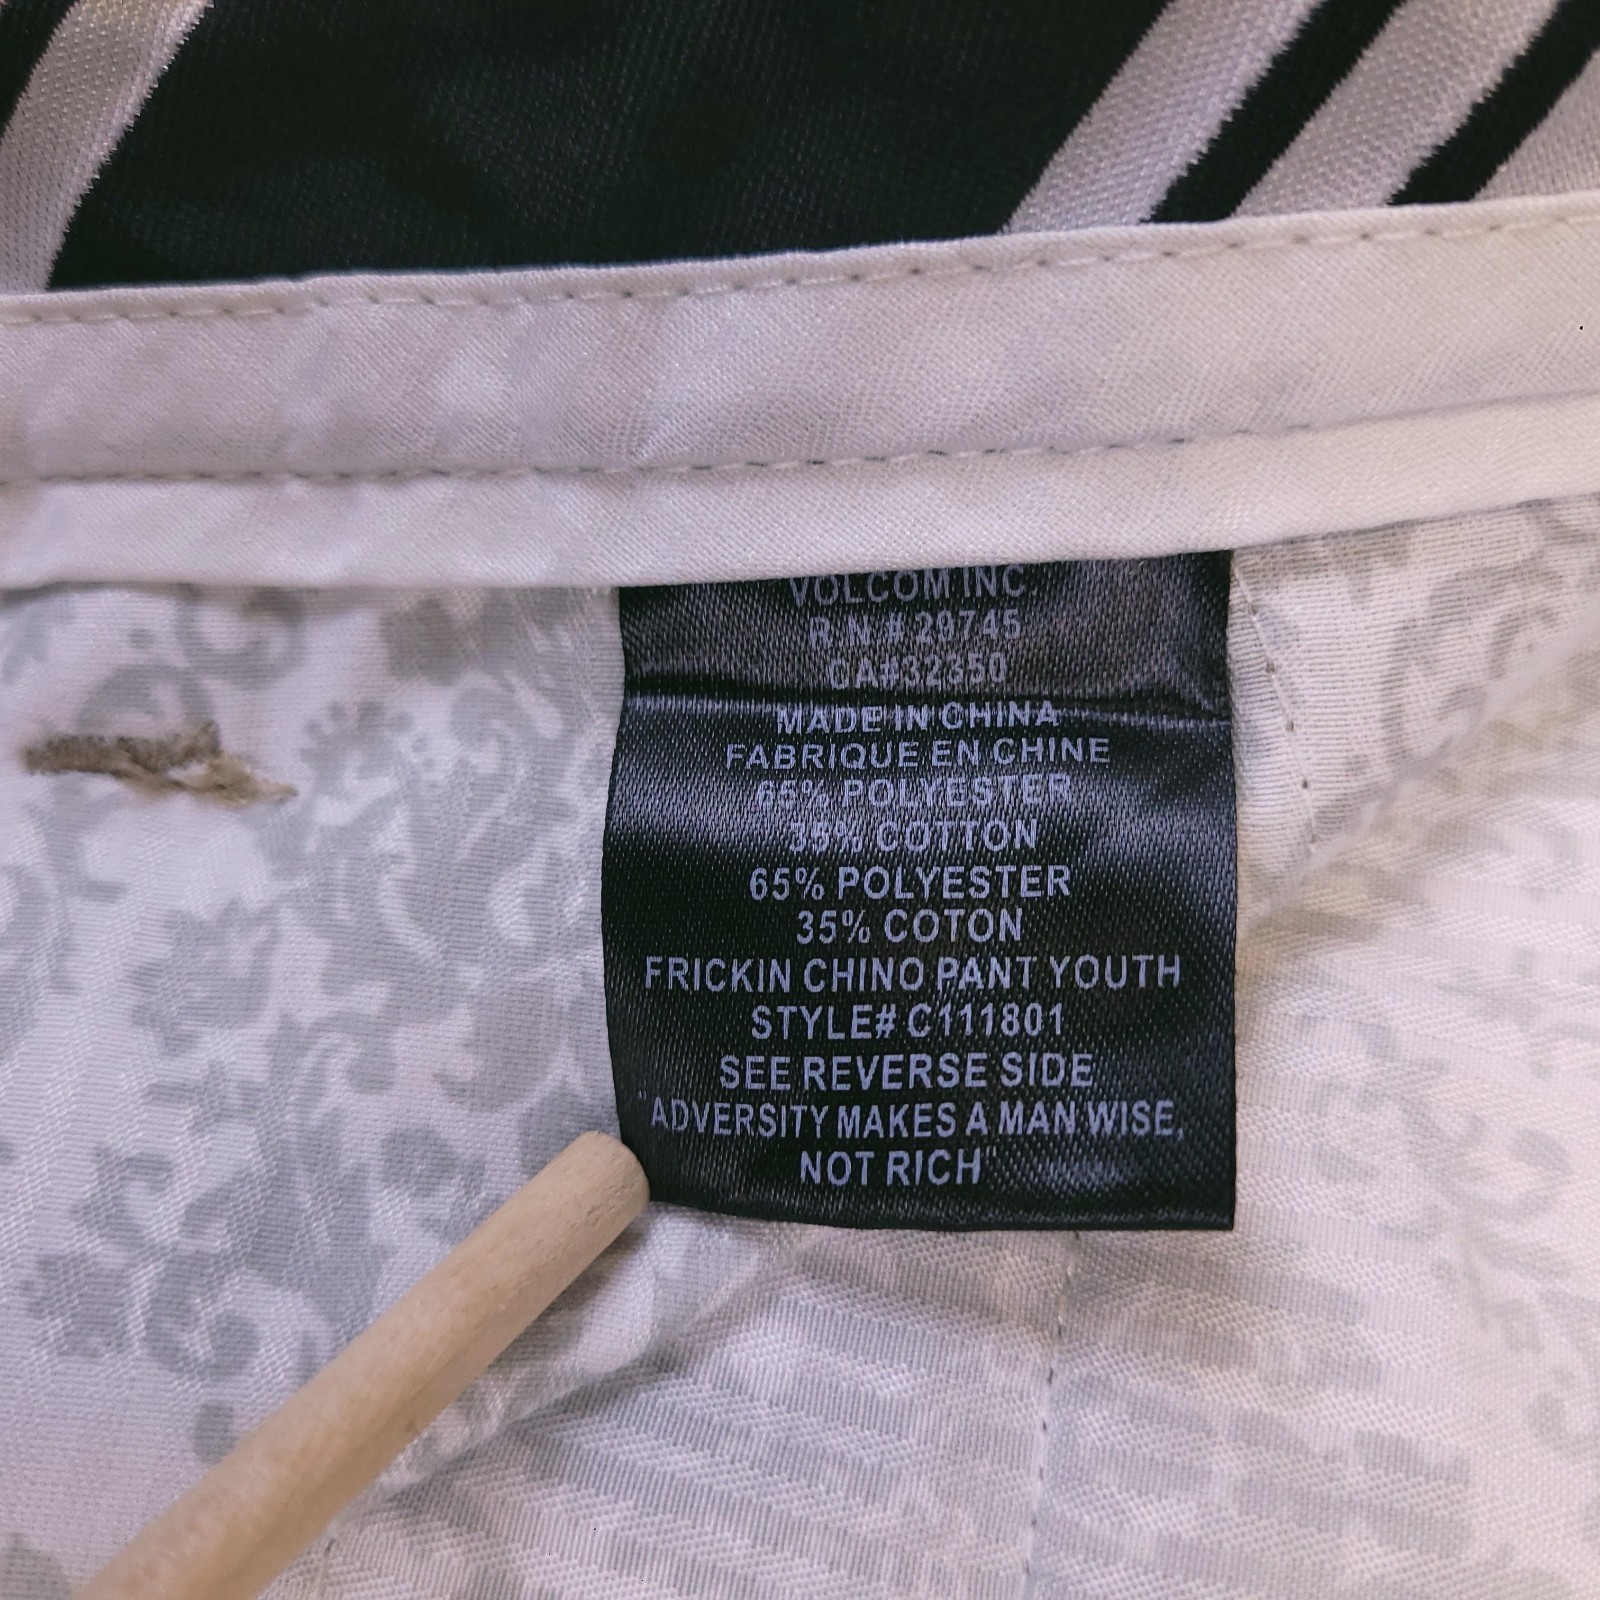 VOLCOM INC.
R.N.# 29745
CA#32350
MADE IN CHINA
FABRIQUE EN CHINE
65% POLYESTER
35% COTTON
65% POLYESTER
35% COTON
FRICKIN CHINO PANT YOUTH
STYLE# C111801
SEE REVERSE SIDE
"ADVERSITY MAKES A MAN WISE,
NOT RICH"